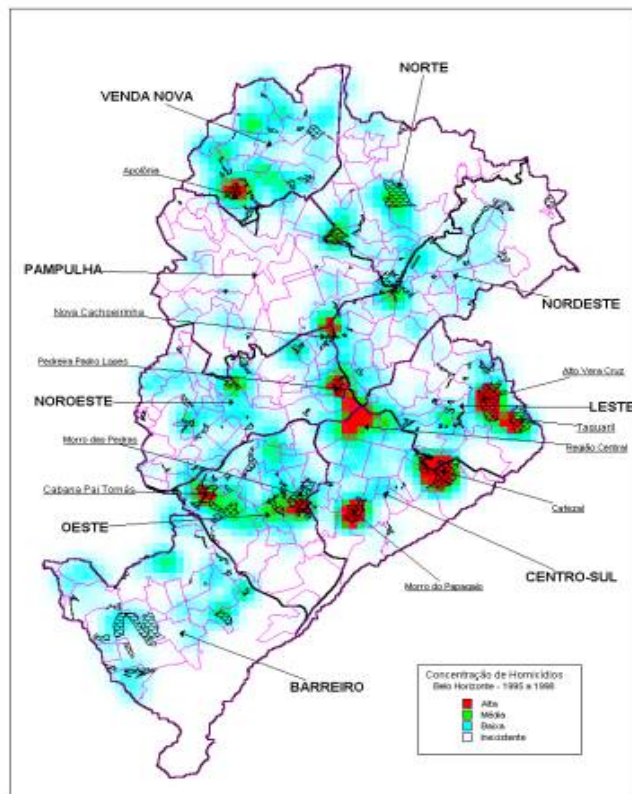 NORTE
VENDA NOVA
Apolônia
PAMPULHA
NORDESTE
Nova Cachoeirinha
Pedreira Padro Lopes
Alto Vera Cruz
NOROESTE
LESTE
Taquaril
Morro das Pedras
Região Central
Cabana Pai Tomás
Cafezal
OESTE
CENTRO-SUL
Morro do Papagaio
BARREIRO
Concentração de Homicídios
Belo Horizonte - 1995 a 1998
Alta
Média
Baixa
Inexistente